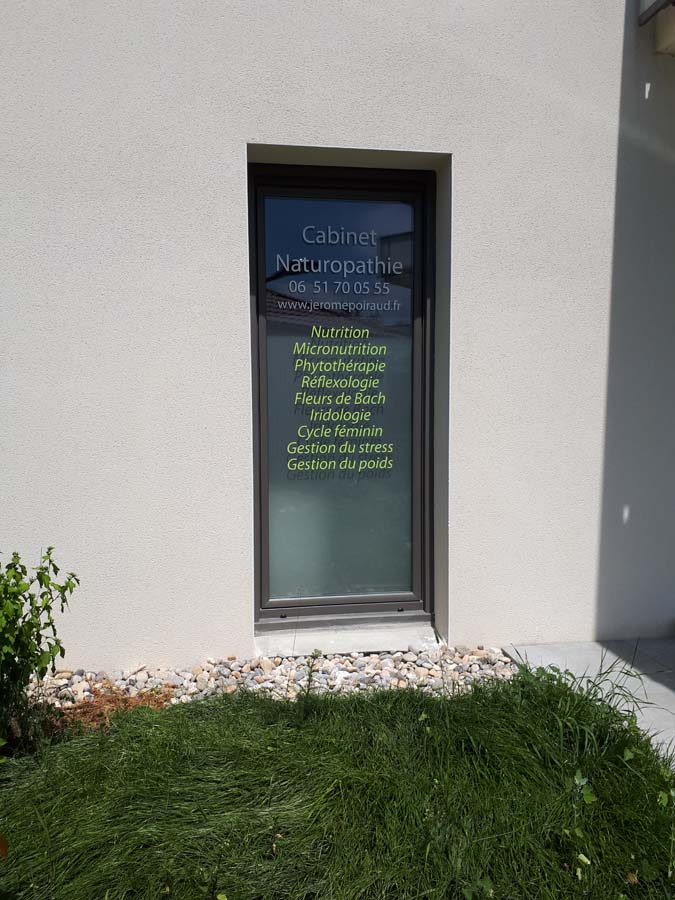 Cabinet
Naturopathie
06 51 70 05 55
www.jeromepoiraud.fr
Nutrition
Micronutrition
Phytothérapie
Réflexologie
Fleurs de Bach
Iridologie
Cycle féminin
Gestion du stress
Gestion du poids